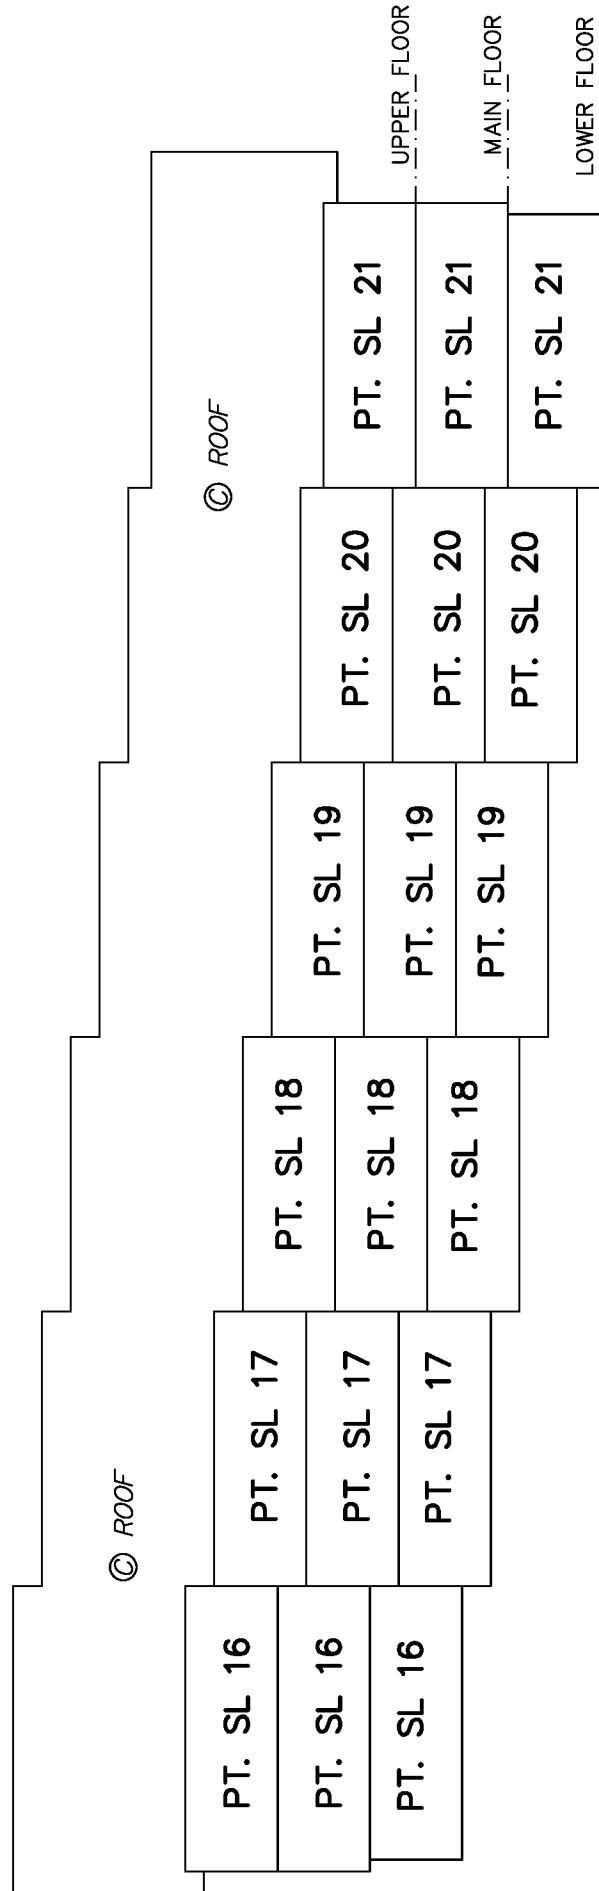 © ROOF
© ROOF
PT. SL 16
PT. SL 17
PT. SL 18
PT. SL 19
PT. SL 20
PT. SL 21
UPPER FLOOR
PT. SL 16
PT. SL 17
PT. SL 18
PT. SL 19
PT. SL 20
PT. SL 21
MAIN FLOOR
PT. SL 16
PT. SL 17
PT. SL 18
PT. SL 19
PT. SL 20
PT. SL 21
LOWER FLOOR